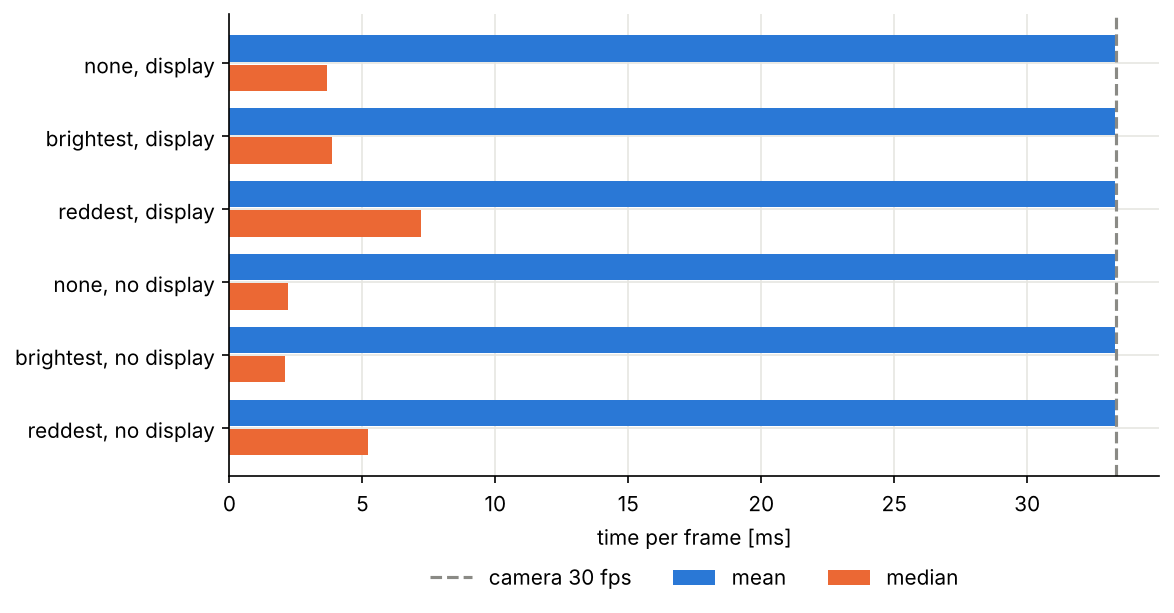 none, display
brightest, display
reddest, display
none, no display
brightest, no display
reddest, no display
0 5 10 15 20 25 30
time per frame [ms]
camera 30 fps mean median